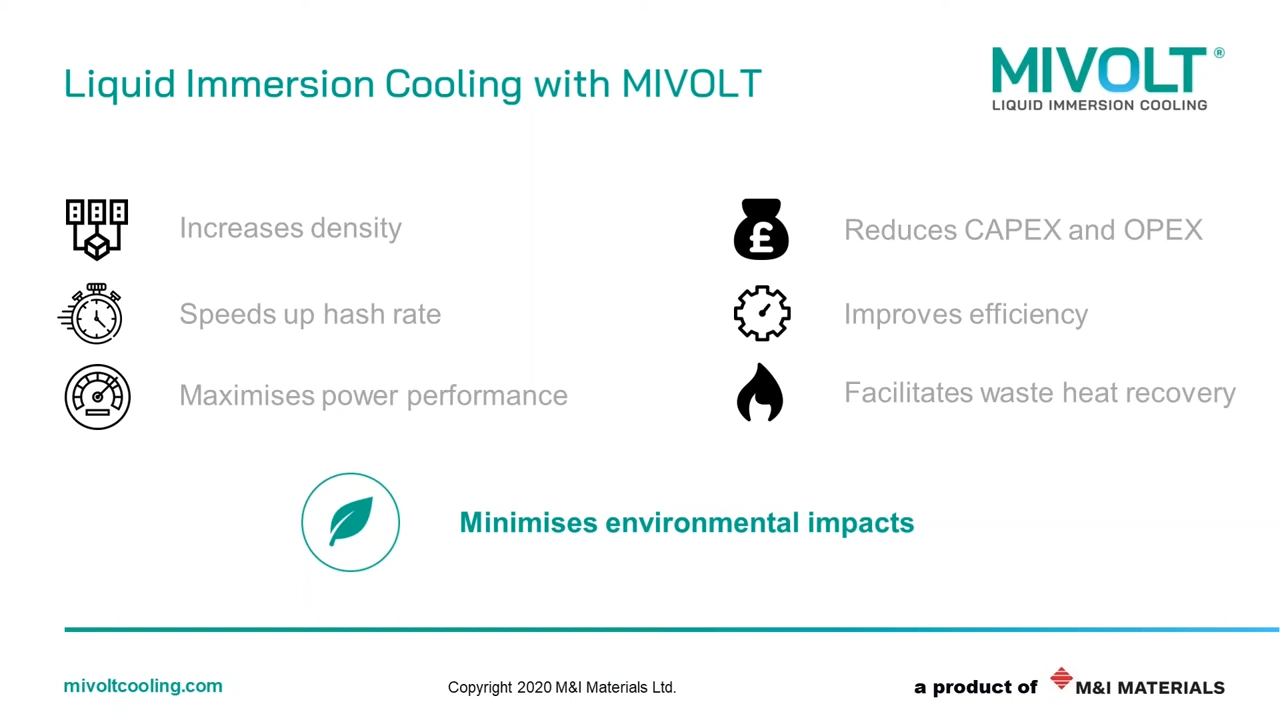 Liquid Immersion Cooling with MIVOLT
MIVOLT®
LIQUID IMMERSION COOLING
Increases density
Reduces CAPEX and OPEX
Speeds up hash rate
Improves efficiency
Maximises power performance
Facilitates waste heat recovery
Minimises environmental impacts
mivoltcooling.com
Copyright 2020 M&I Materials Ltd.
a product of M&I MATERIALS